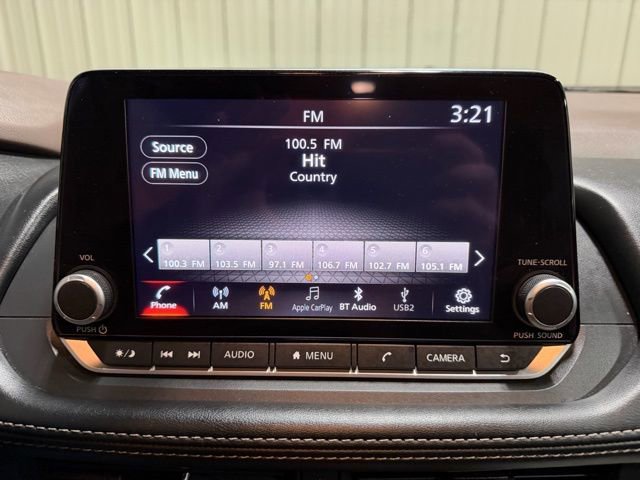 FM 3:21
Source
FM Menu
100.5 FM
Hit
Country
1 2 3 4 5 6
100.3 FM 103.5 FM 97.1 FM 106.7 FM 102.7 FM 105.1 FM
Phone AM FM Apple CarPlay BT Audio USB2 Settings
VOL
PUSH
TUNE·SCROLL
PUSH SOUND
AUDIO MENU CAMERA